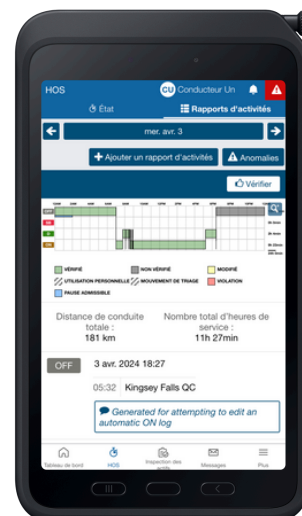 HOS
CU Conducteur Un
État
Rapports d'activités
mer. avr. 3
Ajouter un rapport d'activités
Anomalies
Vérifier
OFF
VÉRIFIÉ
NON VÉRIFIÉ
MODIFIÉ
UTILISATION PERSONNELLE
MOUVEMENT DE TRIAGE
VIOLATION
PAUSE ADMISSIBLE
Distance de conduite totale :
181 km
Nombre total d'heures de service :
11h 27min
OFF
3 avr. 2024 18:27
05:32 Kingsey Falls QC
Generated for attempting to edit an
automatic ON log
Tableau de bord
HOS
Inspection des actifs
Messages
Plus